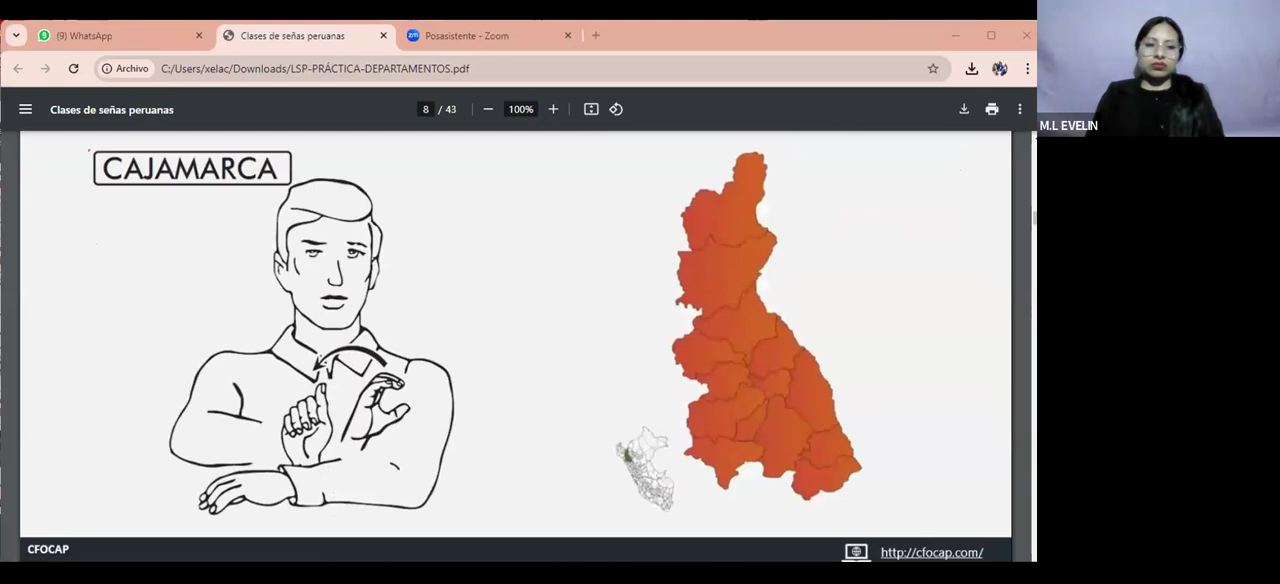 (9) WhatsApp
Clases de señas peruanas
Posasistente - Zoom
Archivo
C:/Users/xelac/Downloads/LSP-PRÁCTICA-DEPARTAMENTOS.pdf
Clases de señas peruanas
8 / 43
100%
M.L EVELIN
CAJAMARCA
CFOCAP
http://cfocap.com/